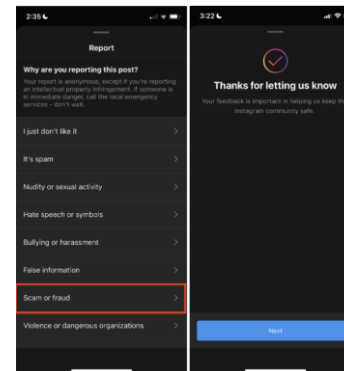 2:35
Report
Why are you reporting this post?
Your report is anonymous, except if you're reporting
an intellectual property infringement. If someone is
in immediate danger, call the local emergency
services - don't wait.
I just don't like it
It's spam
Nudity or sexual activity
Hate speech or symbols
Bullying or harassment
False information
Scam or fraud
Violence or dangerous organizations
3:22
Thanks for letting us know
Your feedback is important in helping us keep the
Instagram community safe.
Next